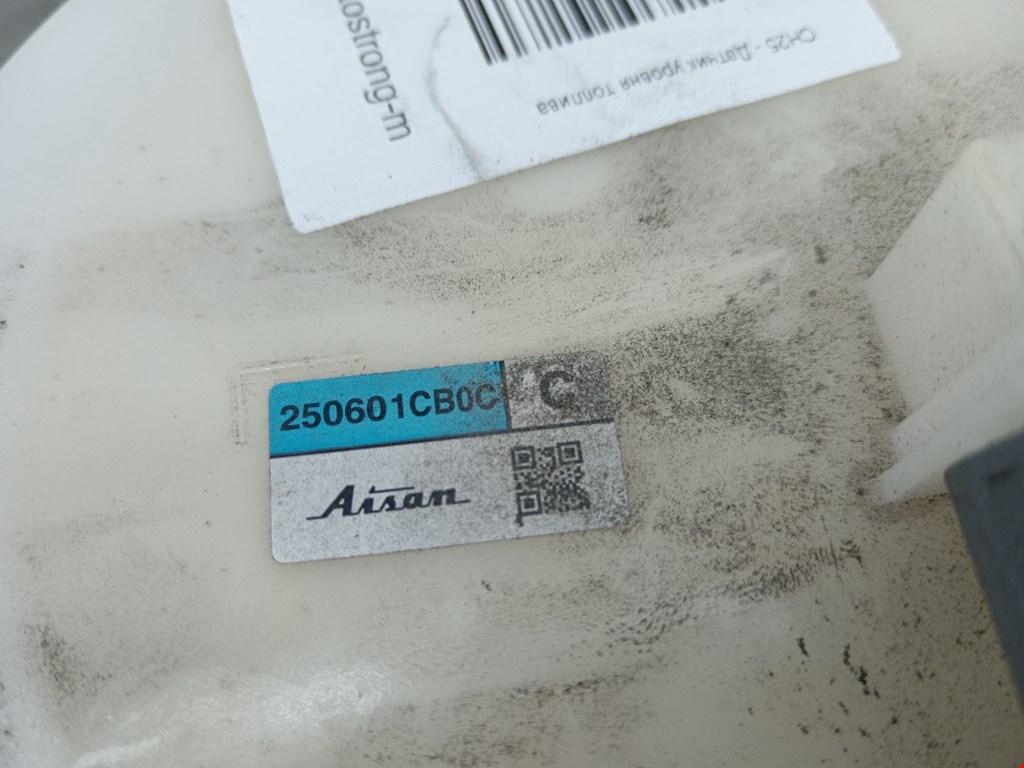 ostrong-m
CH25 - Датчик уровня топлива
250601CB0C
C
Aisan